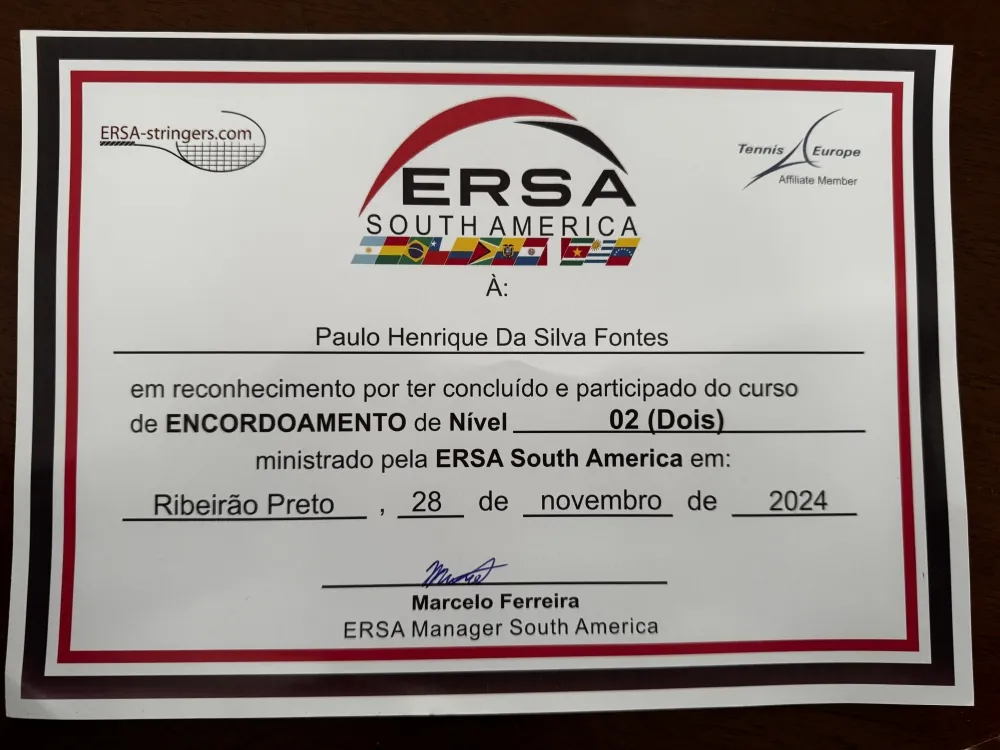 ERSA-stringers.com
ERSA
SOUTH AMERICA
Tennis Europe
Affiliate Member
À:
Paulo Henrique Da Silva Fontes
em reconhecimento por ter concluído e participado do curso
de ENCORDOAMENTO de Nível 02 (Dois)
ministrado pela ERSA South America em:
Ribeirão Preto , 28 de novembro de 2024
Marcelo Ferreira
ERSA Manager South America